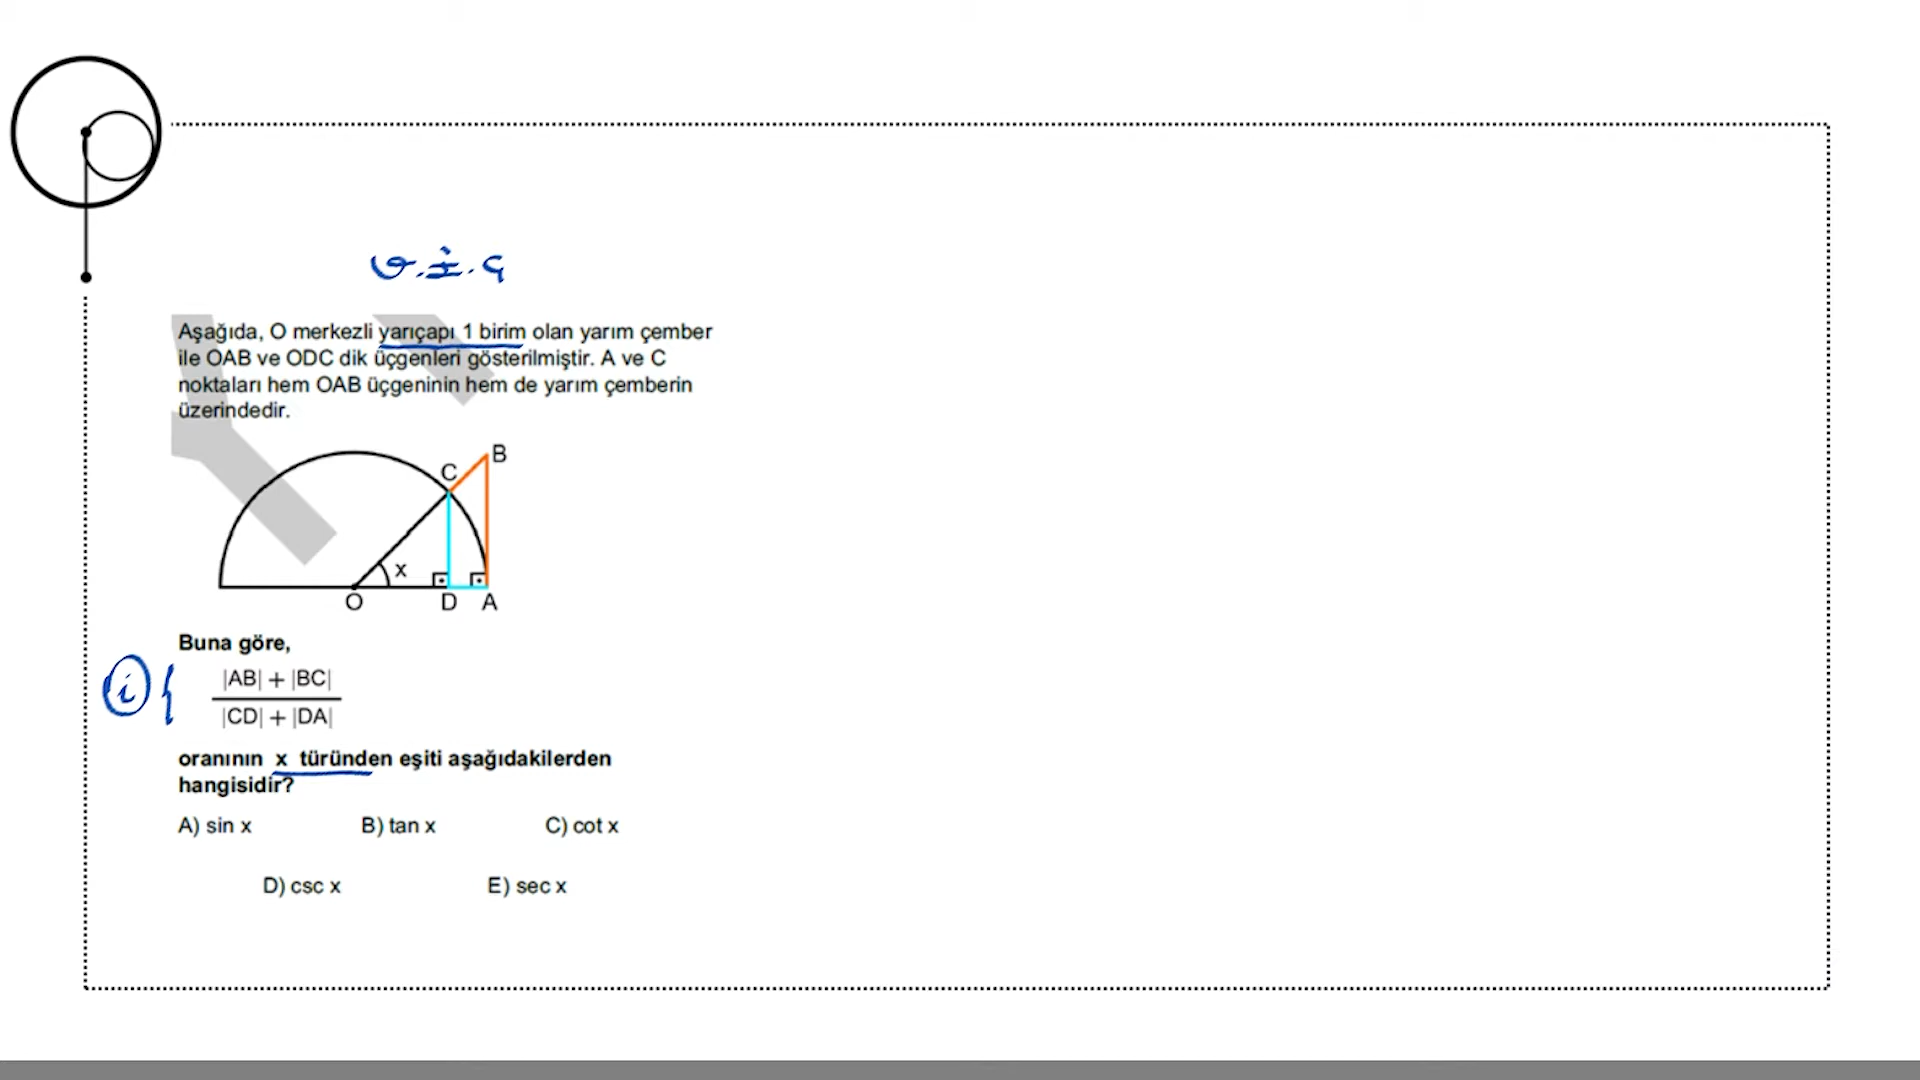 v.i.ç
Aşağıda, O merkezli yarıçapı 1 birim olan yarım çember
ile OAB ve ODC dik üçgenleri gösterilmiştir. A ve C
noktaları hem OAB üçgeninin hem de yarım çemberin
üzerindedir.
B
C
x
O D A
Buna göre,
i
|AB| + |BC|
|CD| + |DA|
oranının x türünden eşiti aşağıdakilerden
hangisidir?
A) sin x B) tan x C) cot x
D) csc x E) sec x